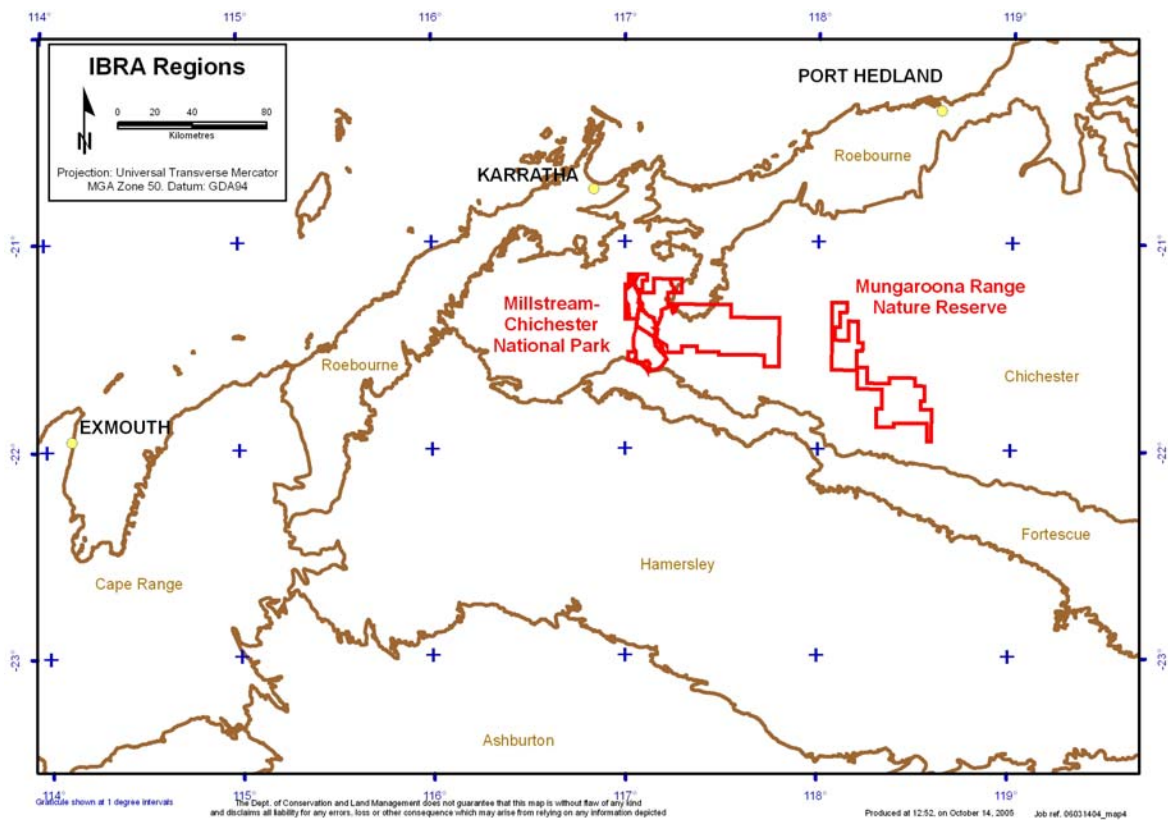 114°
115°
116°
117°
118°
119°
IBRA Regions
0 20 40 80
Kilometres
N
Projection: Universal Transverse Mercator
MGA Zone 50. Datum: GDA94
PORT HEDLAND
Roebourne
KARRATHA
-21°
-21°
Millstream-
Chichester
National Park
Mungaroona Range
Nature Reserve
Roebourne
Chichester
EXMOUTH
-22°
-22°
Fortescue
Hamersley
Cape Range
-23°
-23°
Ashburton
114°
115°
116°
117°
118°
119°
Graticule shown at 1 degree intervals
The Dept. of Conservation and Land Management does not guarantee that this map is without flaw of any kind
and disclaims all liability for any errors, loss or other consequence which may arise from relying on any information depicted
Produced at 12:52, on October 14, 2005
Job ref. 06031404_map4